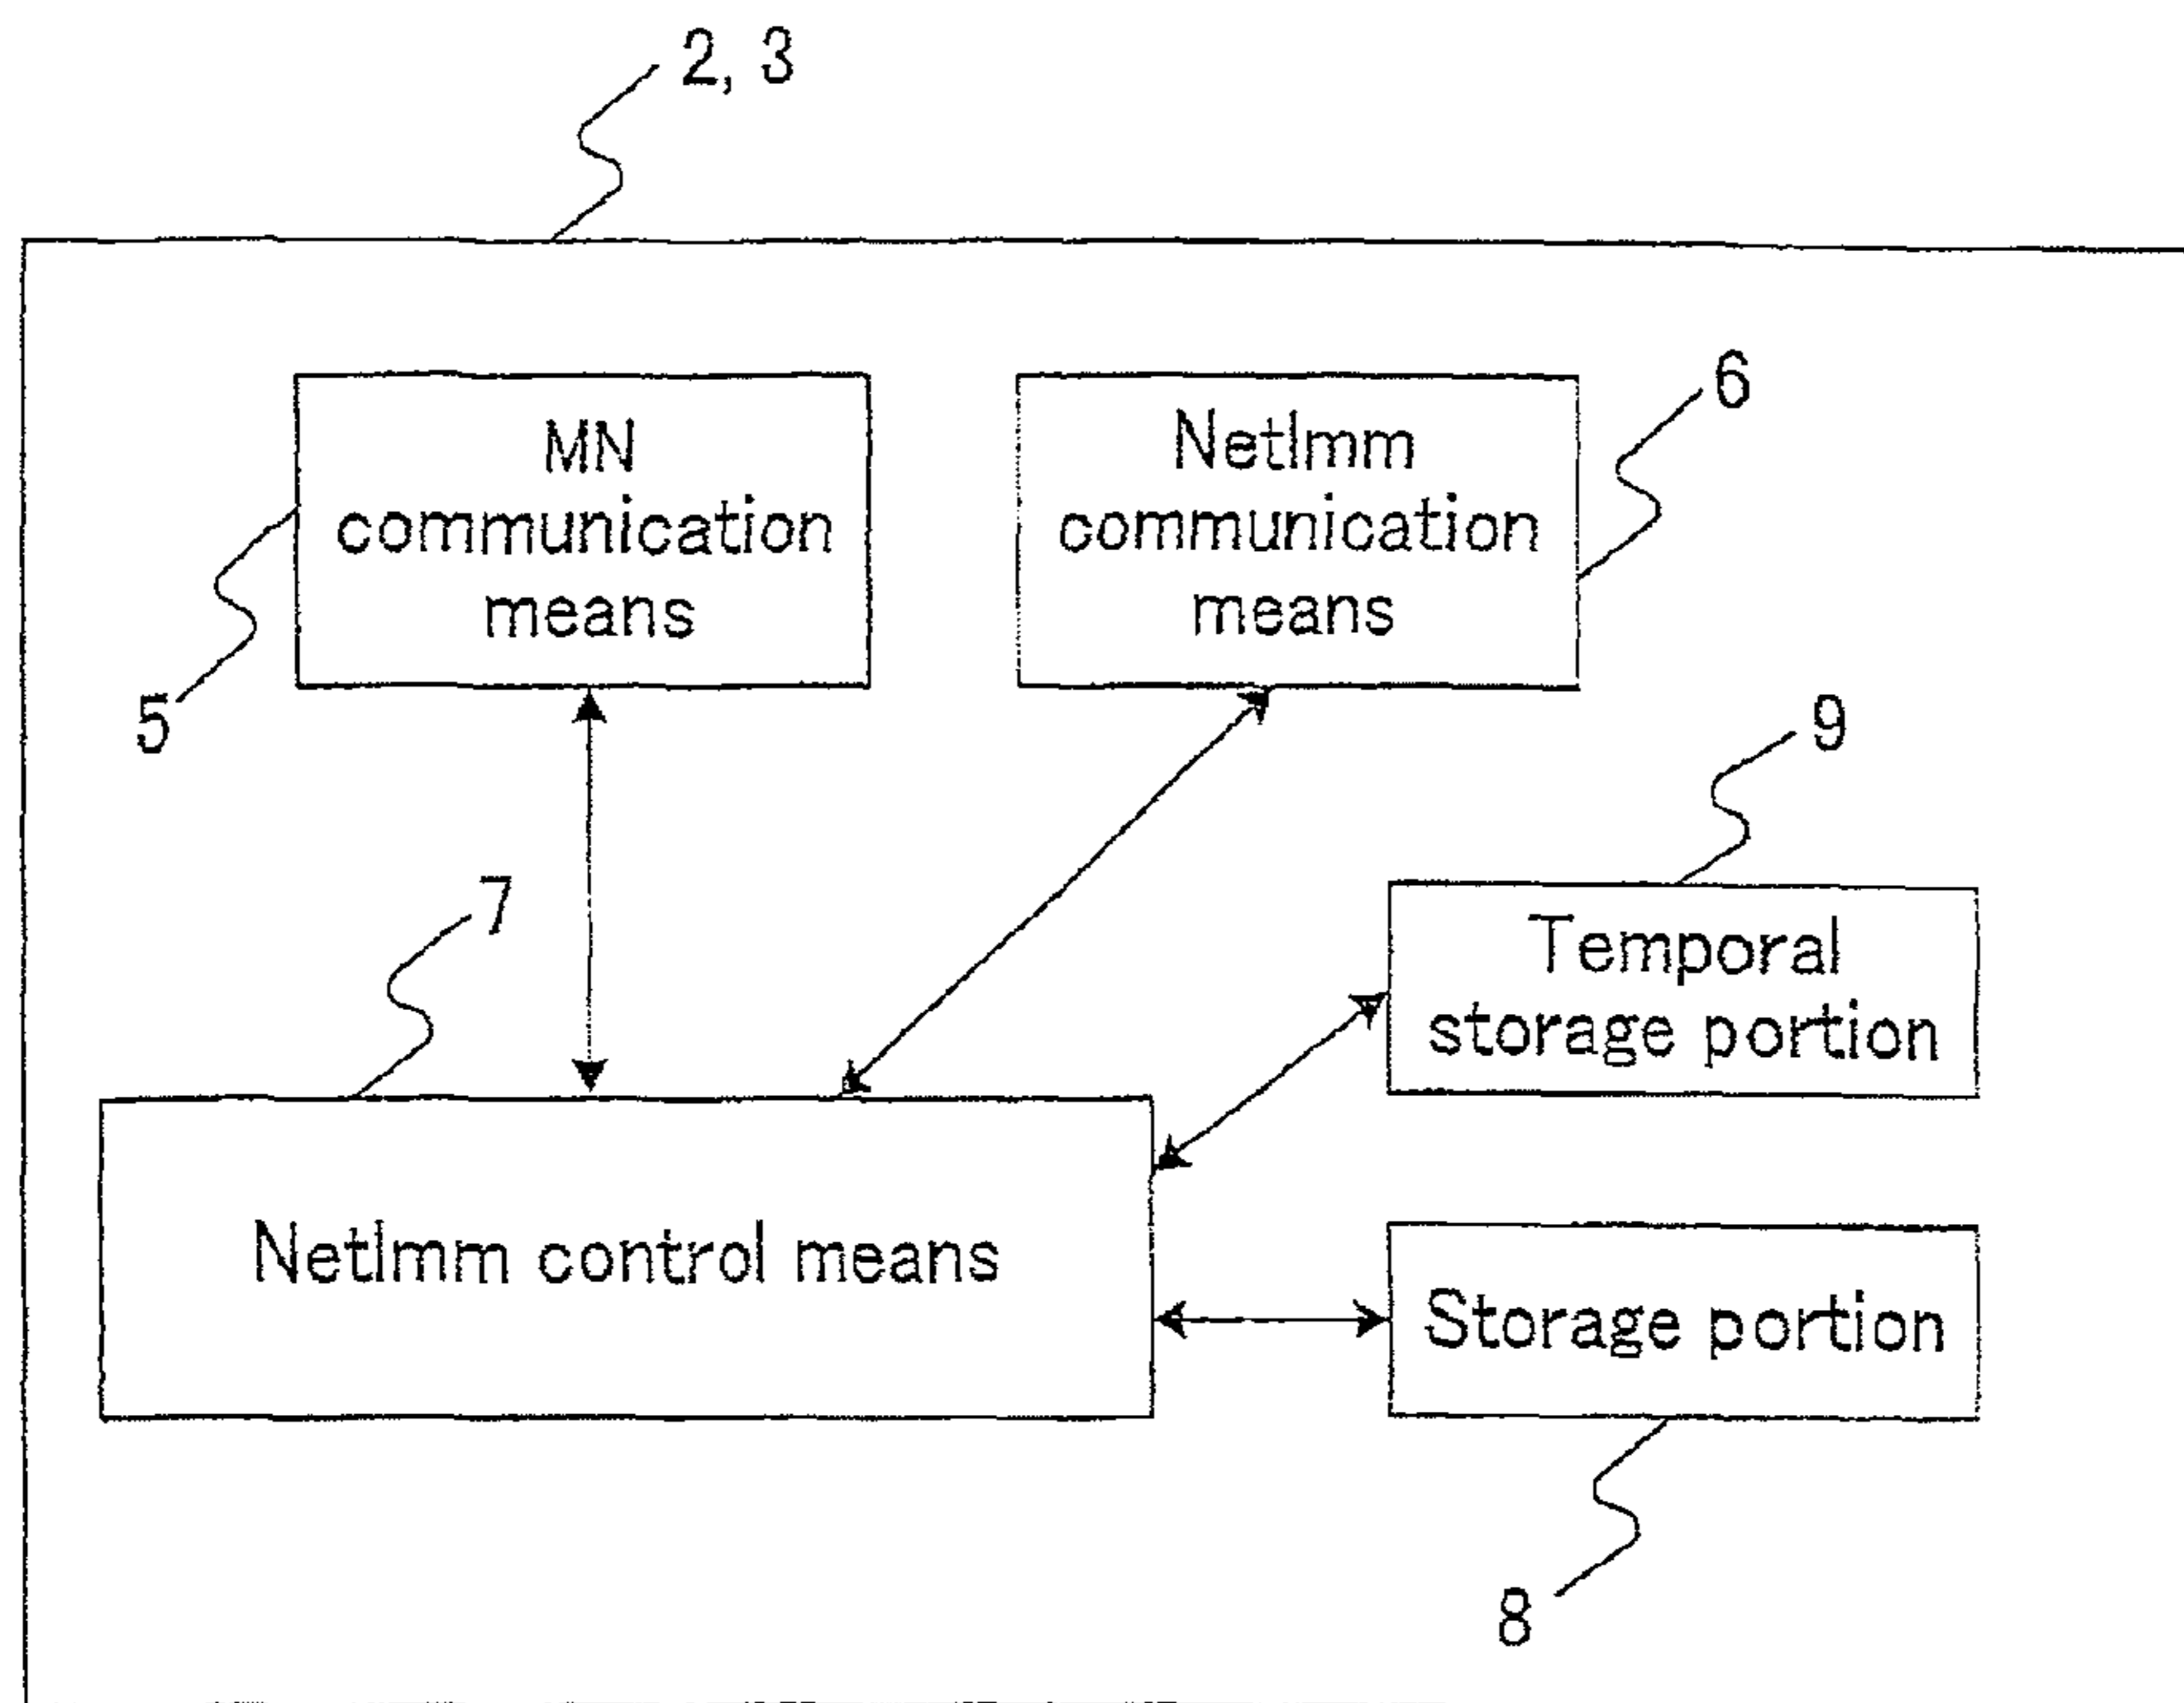 2, 3
MN
communication
means
NetImm
communication
means
6
5
9
7
Temporal
storage portion
NetImm control means
Storage portion
8